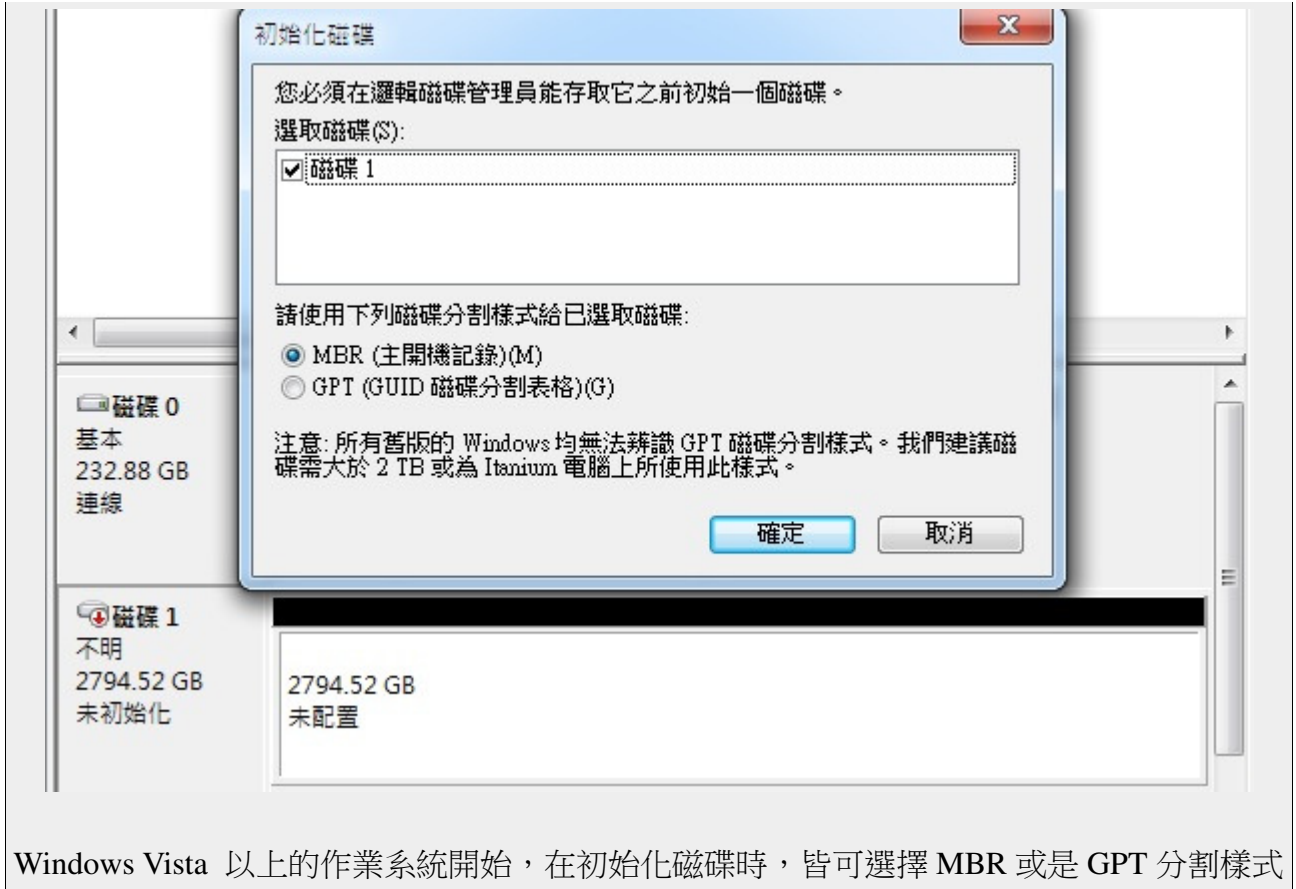 初始化磁碟
您必須在邏輯磁碟管理員能存取它之前初始一個磁碟。
選取磁碟(S):
磁碟 1
請使用下列磁碟分割樣式給已選取磁碟:
MBR (主開機記錄)(M)
GPT (GUID 磁碟分割表格)(G)
注意: 所有舊版的 Windows 均無法辨識 GPT 磁碟分割樣式。我們建議磁
碟需大於 2 TB 或為 Itanium 電腦上所使用此樣式。
確定
取消
磁碟 0
基本
232.88 GB
連線
磁碟 1
不明
2794.52 GB
未初始化
2794.52 GB
未配置
Windows Vista 以上的作業系統開始，在初始化磁碟時，皆可選擇 MBR 或是 GPT 分割樣式